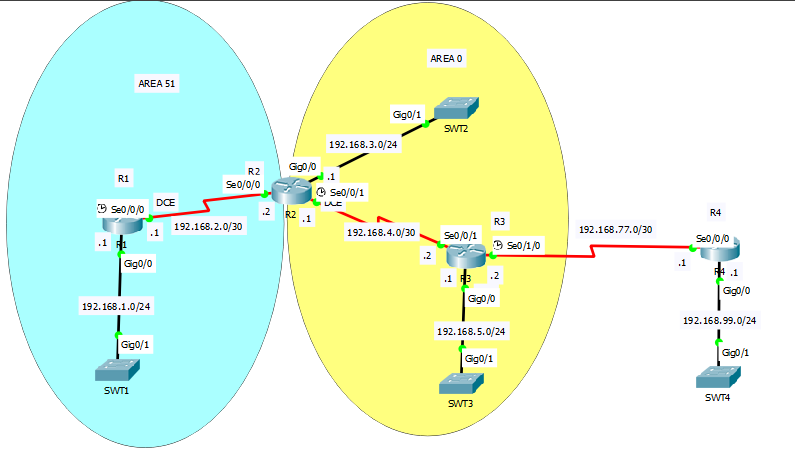 AREA 51
AREA 0
Gig0/1
SWT2
192.168.3.0/24
R1
R2
Gig0/0
.1
Se0/0/0
Se0/0/0
DCE
Se0/0/1
DCE
.2
R2
.1
192.168.2.0/30
.1
.1
R1
Gig0/0
192.168.1.0/24
Gig0/1
SWT1
192.168.4.0/30
R3
Se0/0/1
Se0/1/0
.2
.1
R3
.2
Gig0/0
192.168.5.0/24
Gig0/1
SWT3
192.168.77.0/30
R4
Se0/0/0
.1
R4
.1
Gig0/0
192.168.99.0/24
Gig0/1
SWT4